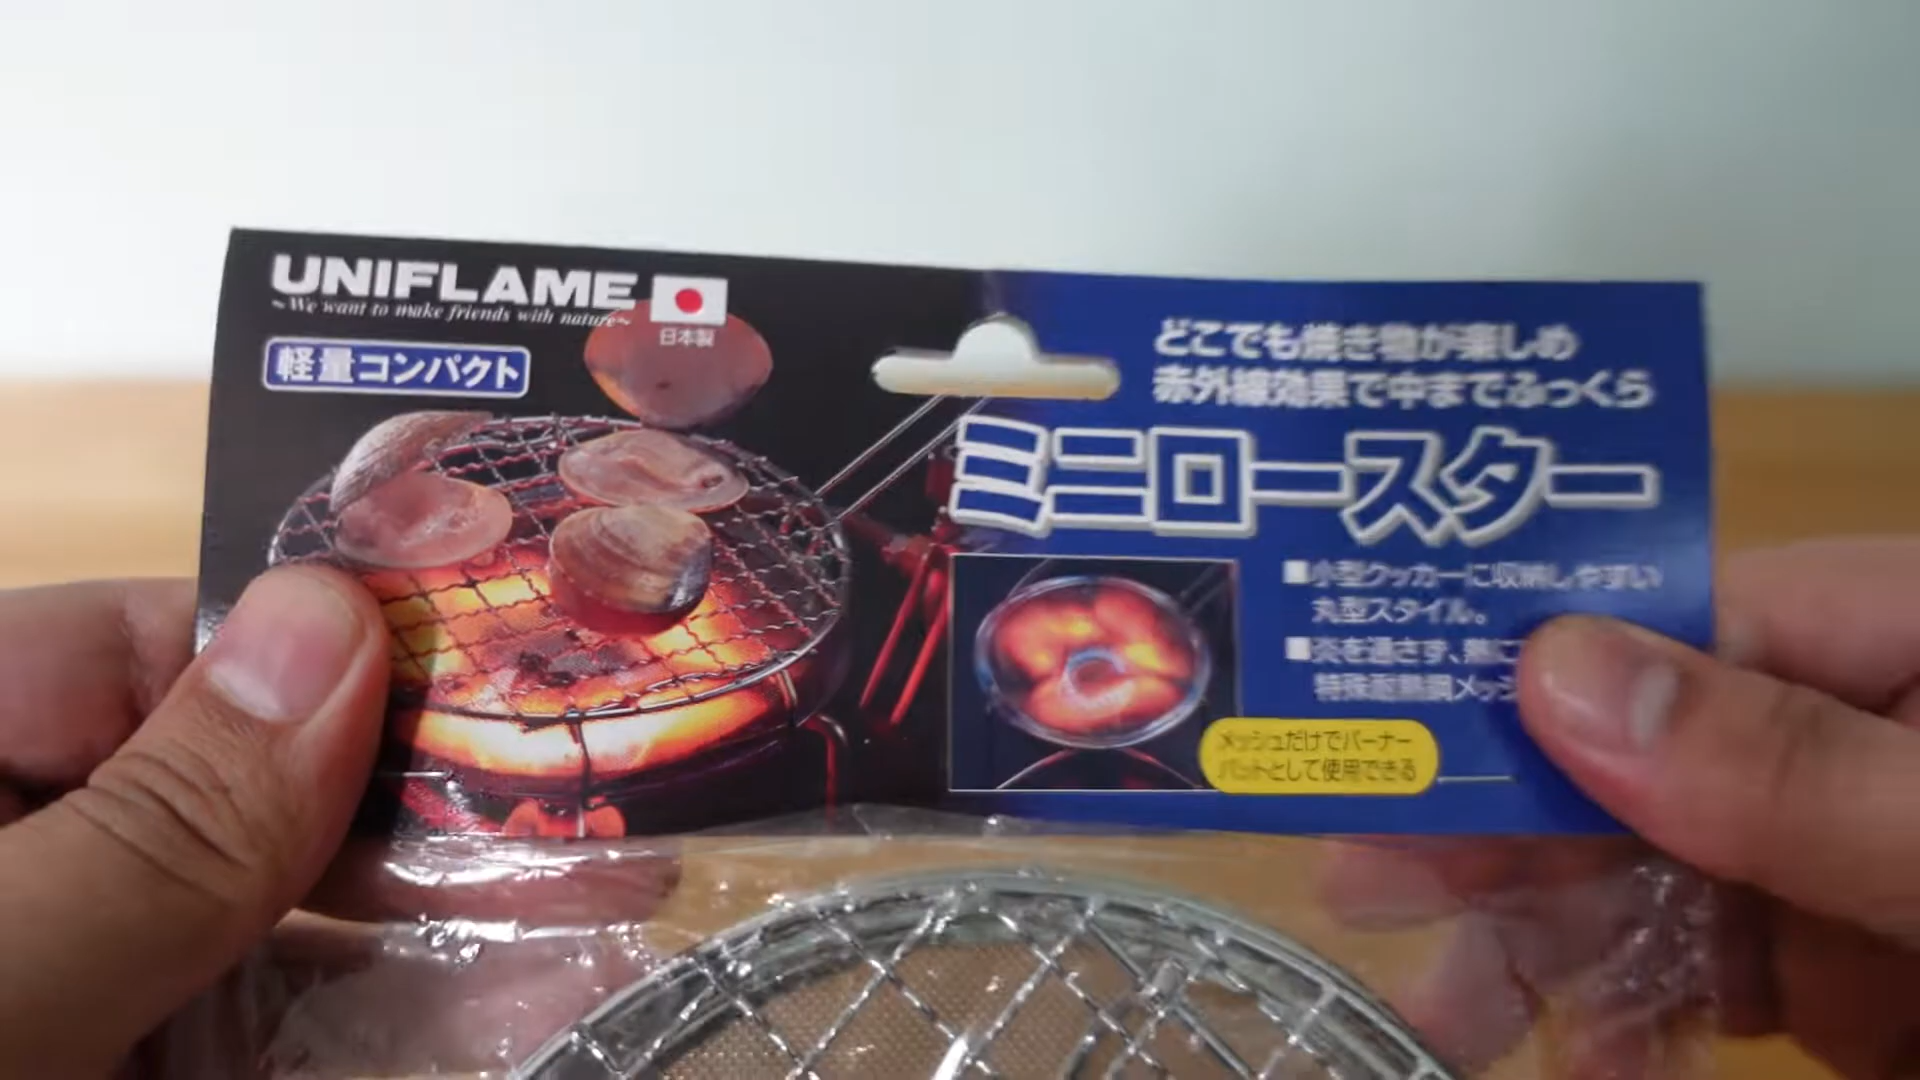 UNIFLAME
~We want to make friends with nature~
日本製
軽量コンパクト
どこでも焼き物が楽しめ
赤外線効果で中までふっくら
ミニロースター
■小型クッカーに収納しやすい
丸型スタイル。
■炎を通さず、熱に
特殊耐熱鋼メッシ
メッシュだけでバーナー
パットとして使用できる